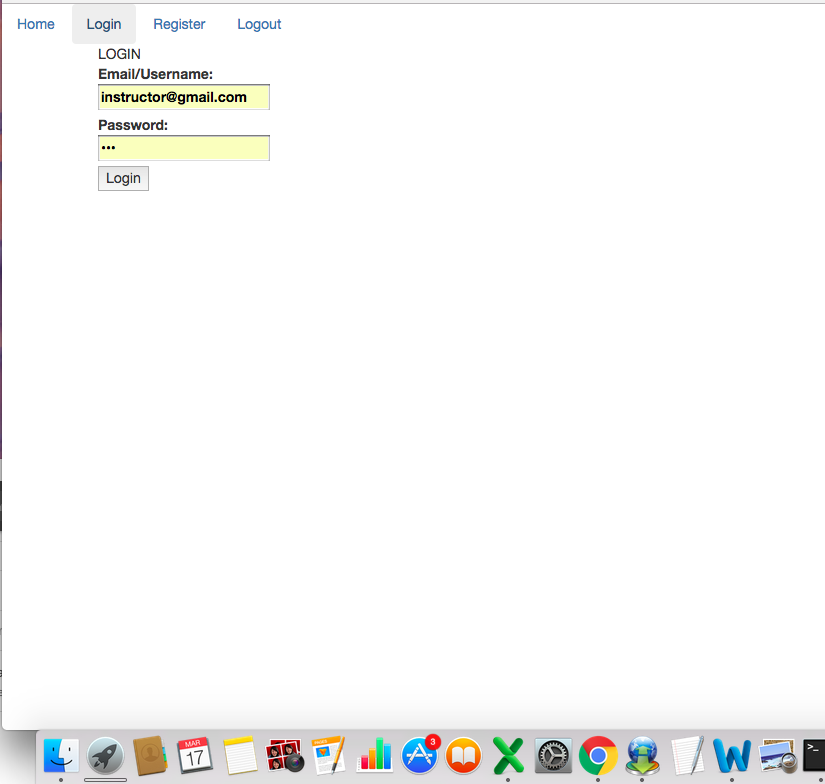 Home Login Register Logout
LOGIN
Email/Username:
instructor@gmail.com
Password:
•••
Login
3
MAR
17
W
>_